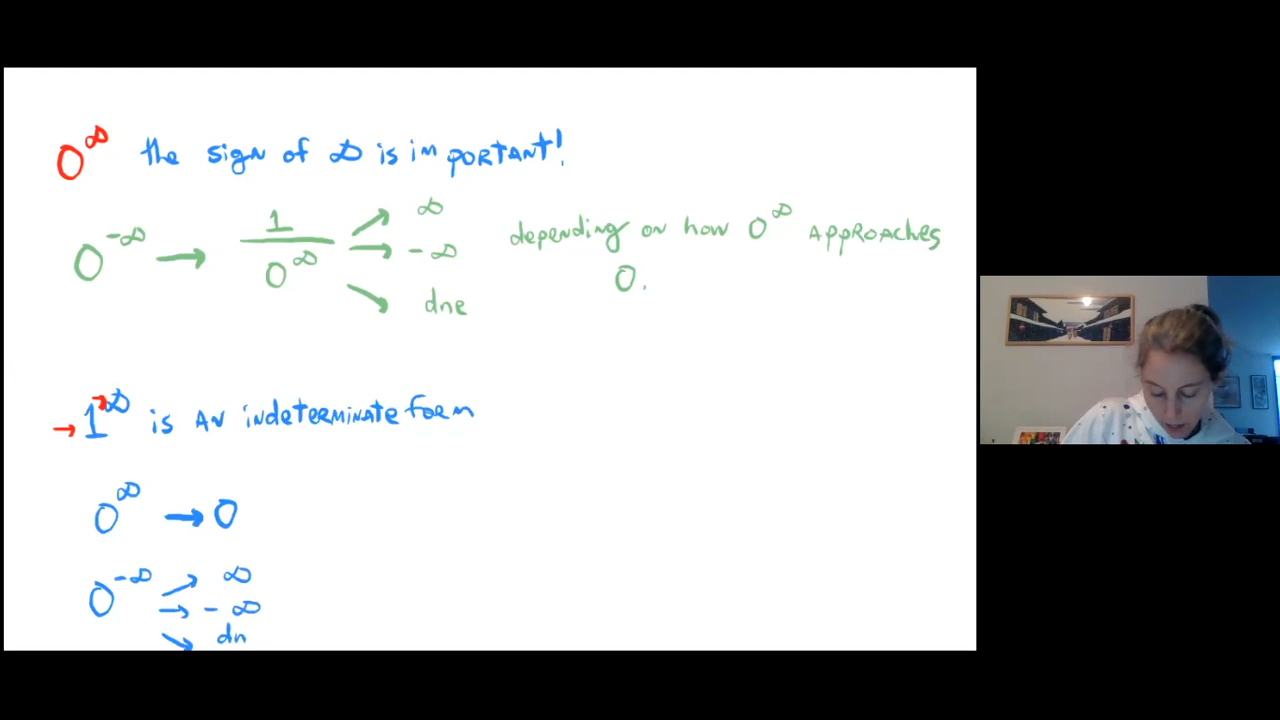 0^∞ the sign of ∞ is important!
0^-∞ → 1/0^∞ ↗ ∞ → -∞ ↘ dne depending on how 0^∞ approaches 0.
→ 1^∞ is an indeterminate form
0^∞ → 0
0^-∞ ↗ ∞
→ -∞
↘ dn